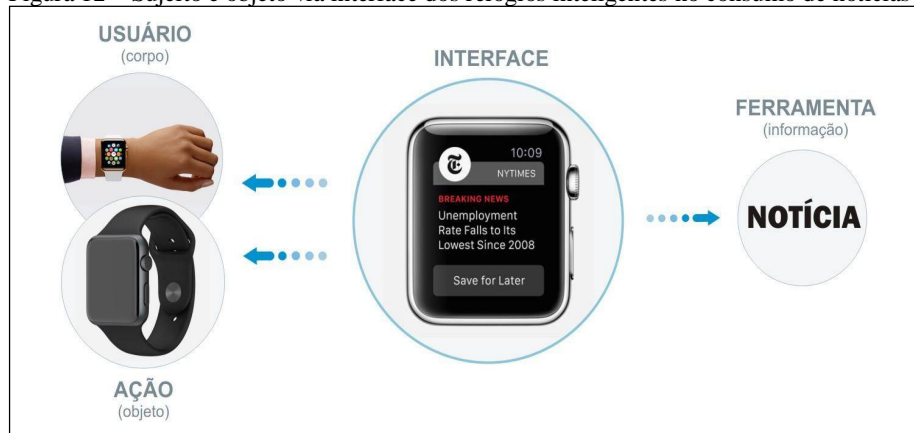 Figura 12 – Sujeito e objeto via interface dos relógios inteligentes no consumo de notícias
USUÁRIO
(corpo)
INTERFACE
FERRAMENTA
(informação)
10:09
NYTIMES
BREAKING NEWS
Unemployment
Rate Falls to Its
Lowest Since 2008
Save for Later
NOTÍCIA
AÇÃO
(objeto)